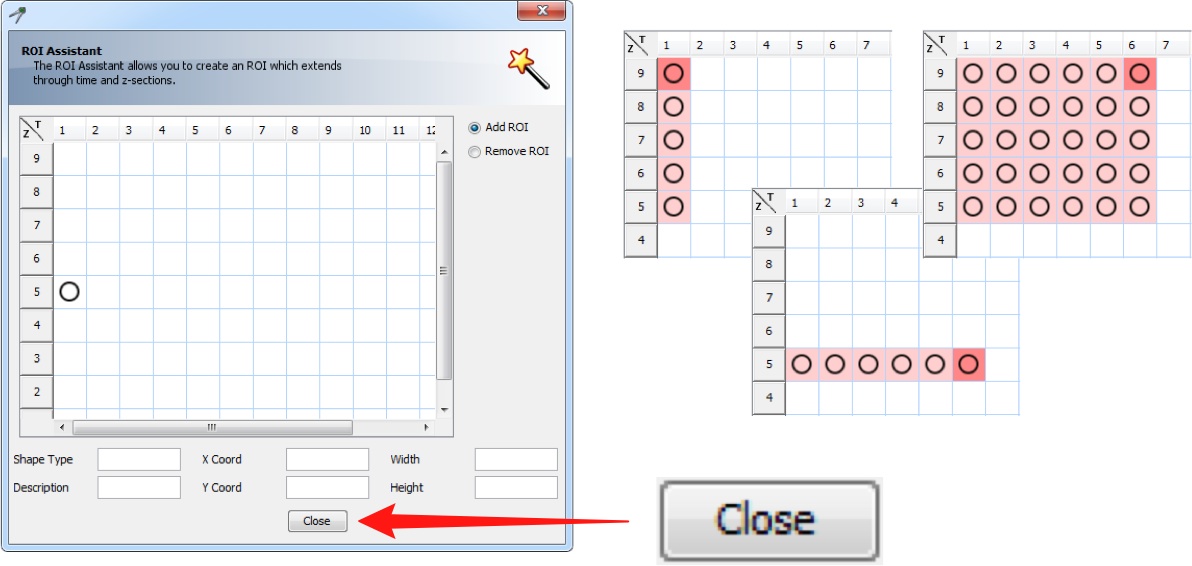 ROI Assistant
The ROI Assistant allows you to create an ROI which extends
through time and z-sections.
Z T 1 2 3 4 5 6 7 8 9 10 11 12
9
8
7
6
5
4
3
2
Add ROI
Remove ROI
Shape Type X Coord Width
Description Y Coord Height
Close
Z T 1 2 3 4 5 6 7
9
8
7
6
5
4
Z T 1 2 3 4
9
8
7
6
5
4
Z T 1 2 3 4 5 6 7
9
8
7
6
5
4
Close